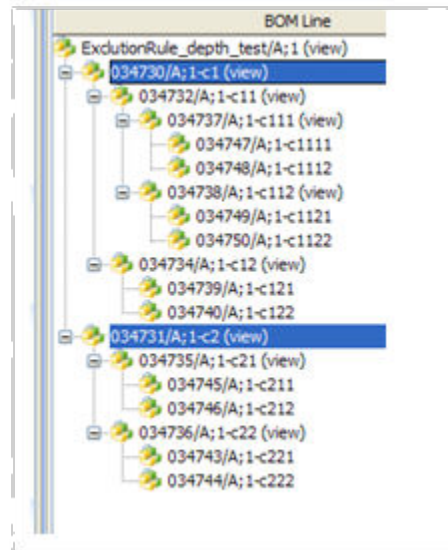 BOM Line
ExclutionRule_depth_test/A;1 (view)
034730/A;1-c1 (view)
034732/A;1-c11 (view)
034737/A;1-c111 (view)
034747/A;1-c1111
034748/A;1-c1112
034738/A;1-c112 (view)
034749/A;1-c1121
034750/A;1-c1122
034734/A;1-c12 (view)
034739/A;1-c121
034740/A;1-c122
034731/A;1-c2 (view)
034735/A;1-c21 (view)
034745/A;1-c211
034746/A;1-c212
034736/A;1-c22 (view)
034743/A;1-c221
034744/A;1-c222